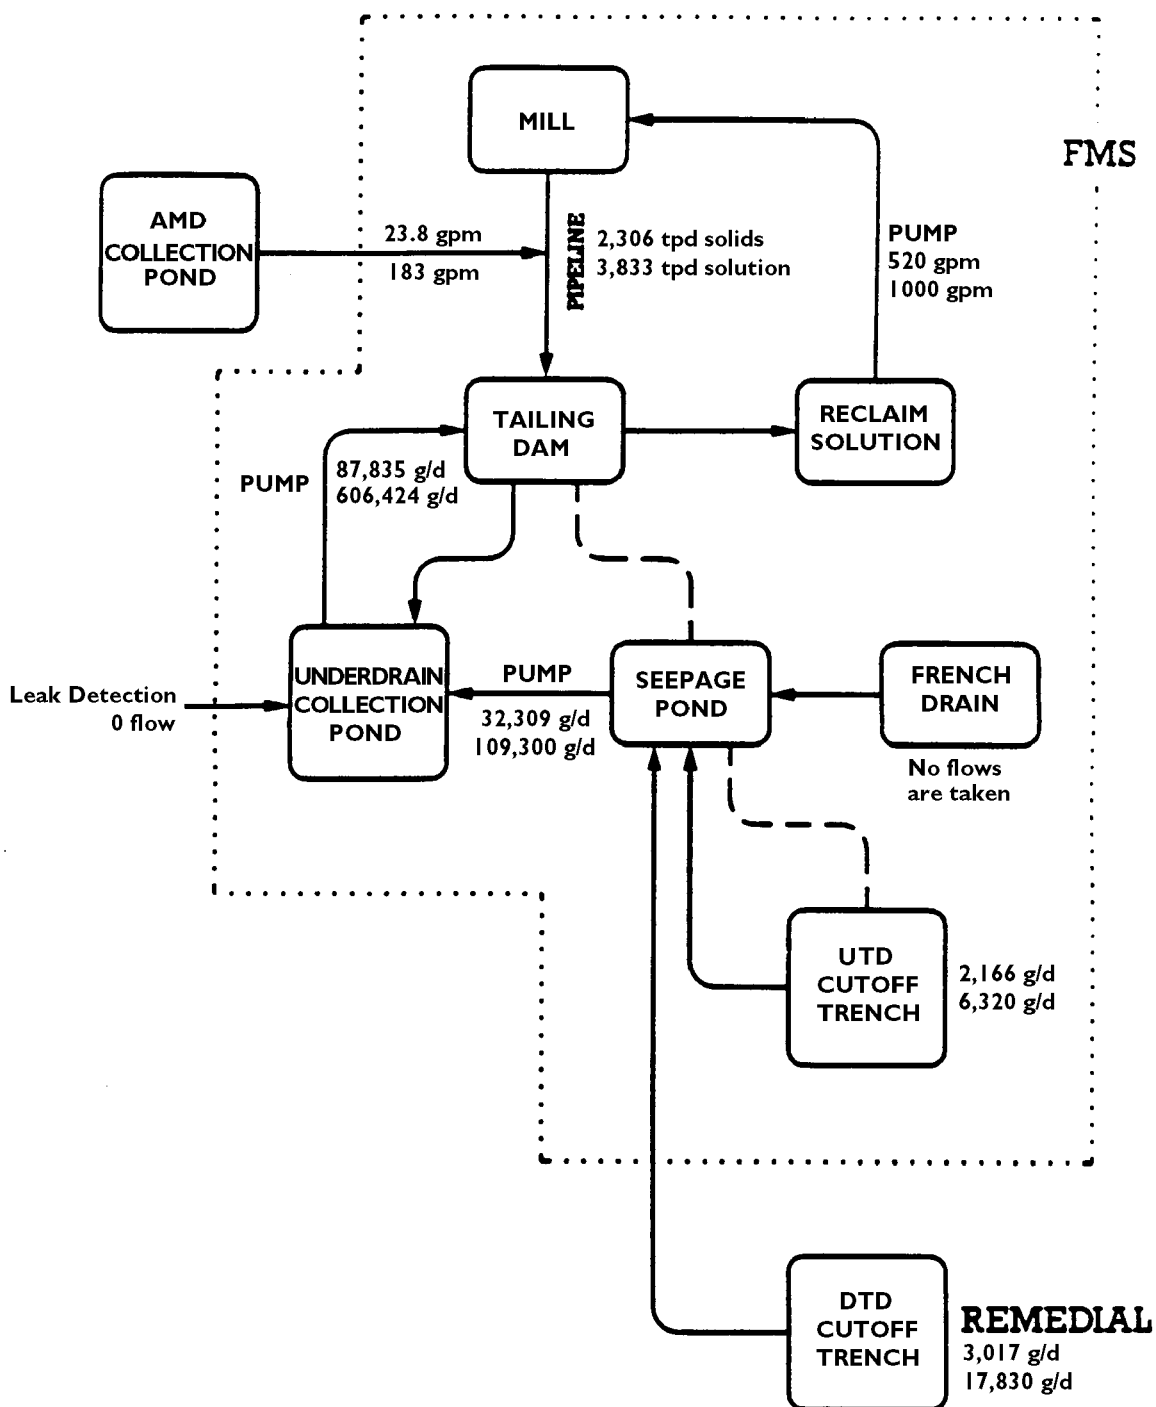 MILL
FMS
AMD
COLLECTION
POND
23.8 gpm
183 gpm
PIPELINE
2,306 tpd solids
3,833 tpd solution
PUMP
520 gpm
1000 gpm
TAILING
DAM
RECLAIM
SOLUTION
PUMP
87,835 g/d
606,424 g/d
Leak Detection
0 flow
UNDERDRAIN
COLLECTION
POND
PUMP
32,309 g/d
109,300 g/d
SEEPAGE
POND
FRENCH
DRAIN
No flows
are taken
UTD
CUTOFF
TRENCH
2,166 g/d
6,320 g/d
DTD
CUTOFF
TRENCH
REMEDIAL
3,017 g/d
17,830 g/d